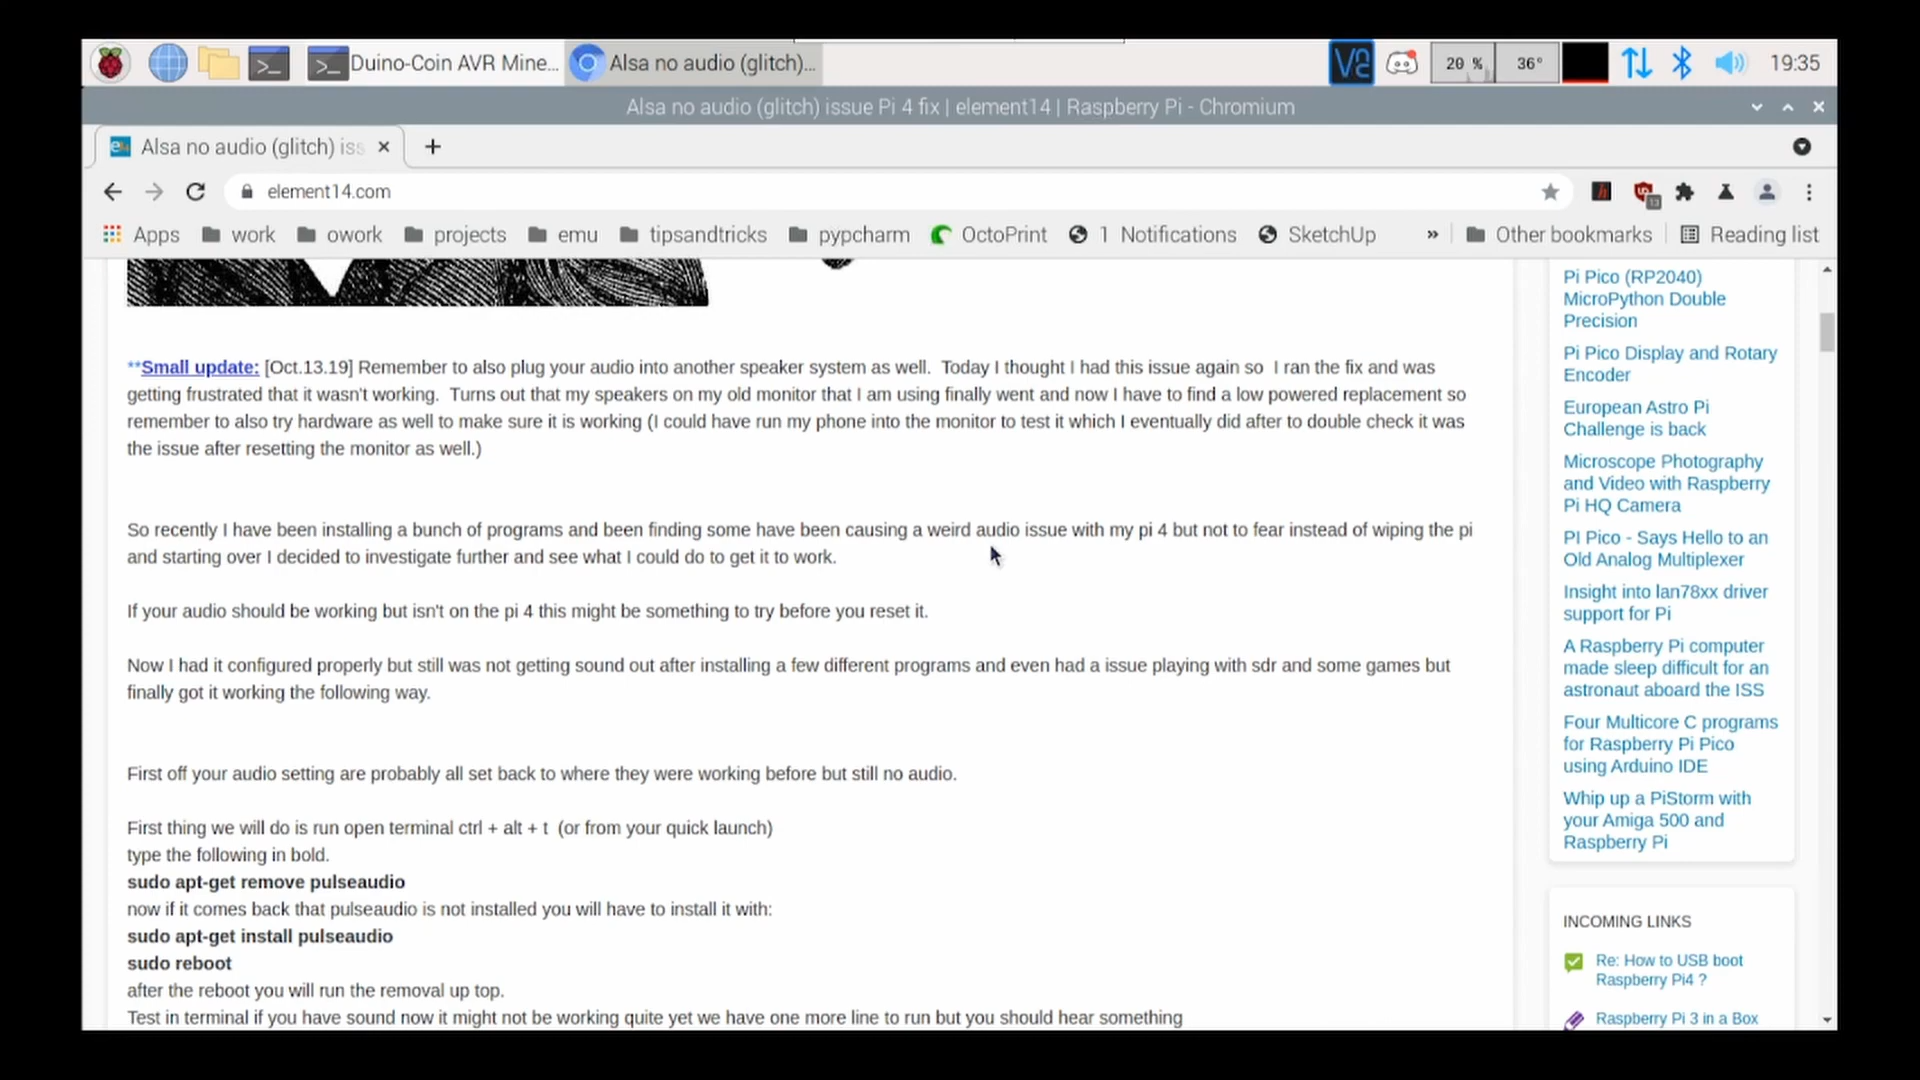 Duino-Coin AVR Mine...
Alsa no audio (glitch)...
20 %
36°
19:35
Alsa no audio (glitch) issue Pi 4 fix | element14 | Raspberry Pi - Chromium
Alsa no audio (glitch) iss
element14.com
13
Apps
work
owork
projects
emu
tipsandtricks
pypcharm
OctoPrint
1 Notifications
SketchUp
»
Other bookmarks
Reading list
**Small update: [Oct.13.19] Remember to also plug your audio into another speaker system as well. Today I thought I had this issue again so I ran the fix and was
getting frustrated that it wasn't working. Turns out that my speakers on my old monitor that I am using finally went and now I have to find a low powered replacement so
remember to also try hardware as well to make sure it is working (I could have run my phone into the monitor to test it which I eventually did after to double check it was
the issue after resetting the monitor as well.)
So recently I have been installing a bunch of programs and been finding some have been causing a weird audio issue with my pi 4 but not to fear instead of wiping the pi
and starting over I decided to investigate further and see what I could do to get it to work.
If your audio should be working but isn't on the pi 4 this might be something to try before you reset it.
Now I had it configured properly but still was not getting sound out after installing a few different programs and even had a issue playing with sdr and some games but
finally got it working the following way.
First off your audio setting are probably all set back to where they were working before but still no audio.
First thing we will do is run open terminal ctrl + alt + t (or from your quick launch)
type the following in bold.
sudo apt-get remove pulseaudio
now if it comes back that pulseaudio is not installed you will have to install it with:
sudo apt-get install pulseaudio
sudo reboot
after the reboot you will run the removal up top.
Test in terminal if you have sound now it might not be working quite yet we have one more line to run but you should hear something
Pi Pico (RP2040)
MicroPython Double
Precision
Pi Pico Display and Rotary
Encoder
European Astro Pi
Challenge is back
Microscope Photography
and Video with Raspberry
Pi HQ Camera
PI Pico - Says Hello to an
Old Analog Multiplexer
Insight into lan78xx driver
support for Pi
A Raspberry Pi computer
made sleep difficult for an
astronaut aboard the ISS
Four Multicore C programs
for Raspberry Pi Pico
using Arduino IDE
Whip up a PiStorm with
your Amiga 500 and
Raspberry Pi
INCOMING LINKS
Re: How to USB boot
Raspberry Pi4 ?
Raspberry Pi 3 in a Box